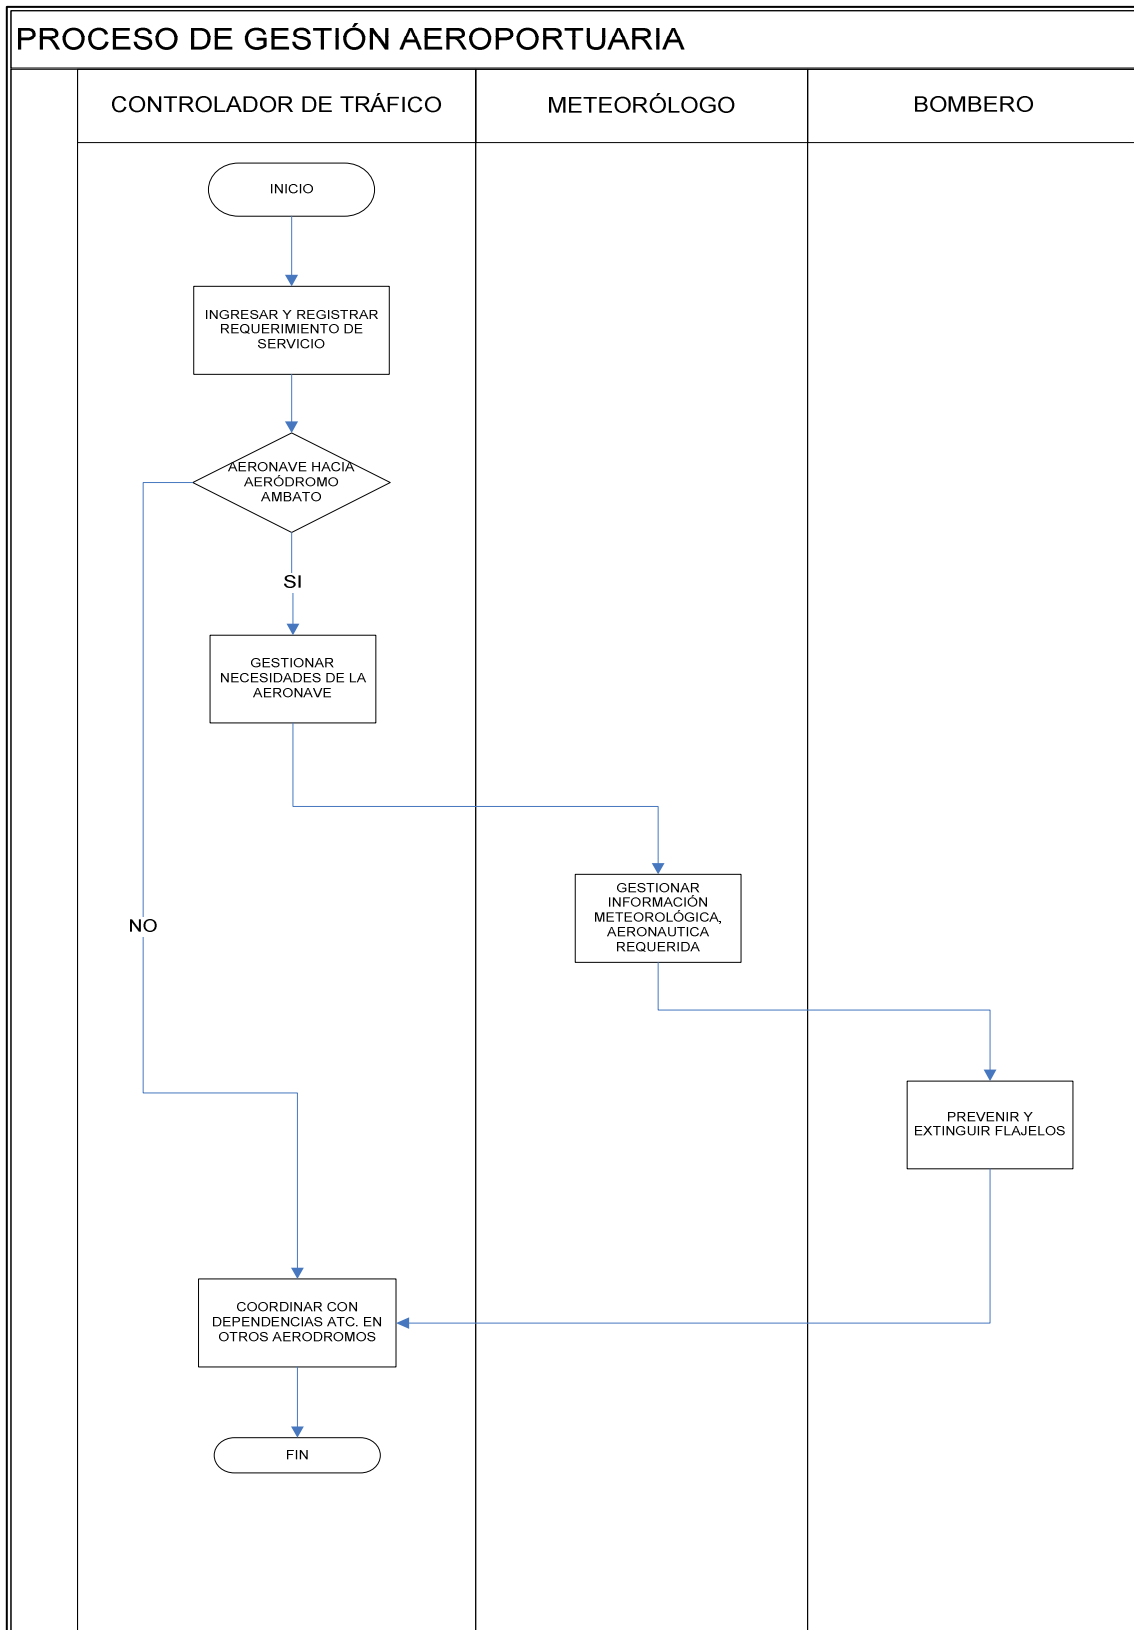 PROCESO DE GESTIÓN AEROPORTUARIA
CONTROLADOR DE TRÁFICO
METEORÓLOGO
BOMBERO
INICIO
INGRESAR Y REGISTRAR
REQUERIMIENTO DE
SERVICIO
AERONAVE HACIA
AERÓDROMO
AMBATO
SI
GESTIONAR
NECESIDADES DE LA
AERONAVE
GESTIONAR
INFORMACIÓN
METEOROLÓGICA,
AERONAUTICA
REQUERIDA
NO
PREVENIR Y
EXTINGUIR FLAJELOS
COORDINAR CON
DEPENDENCIAS ATC. EN
OTROS AERODROMOS
FIN